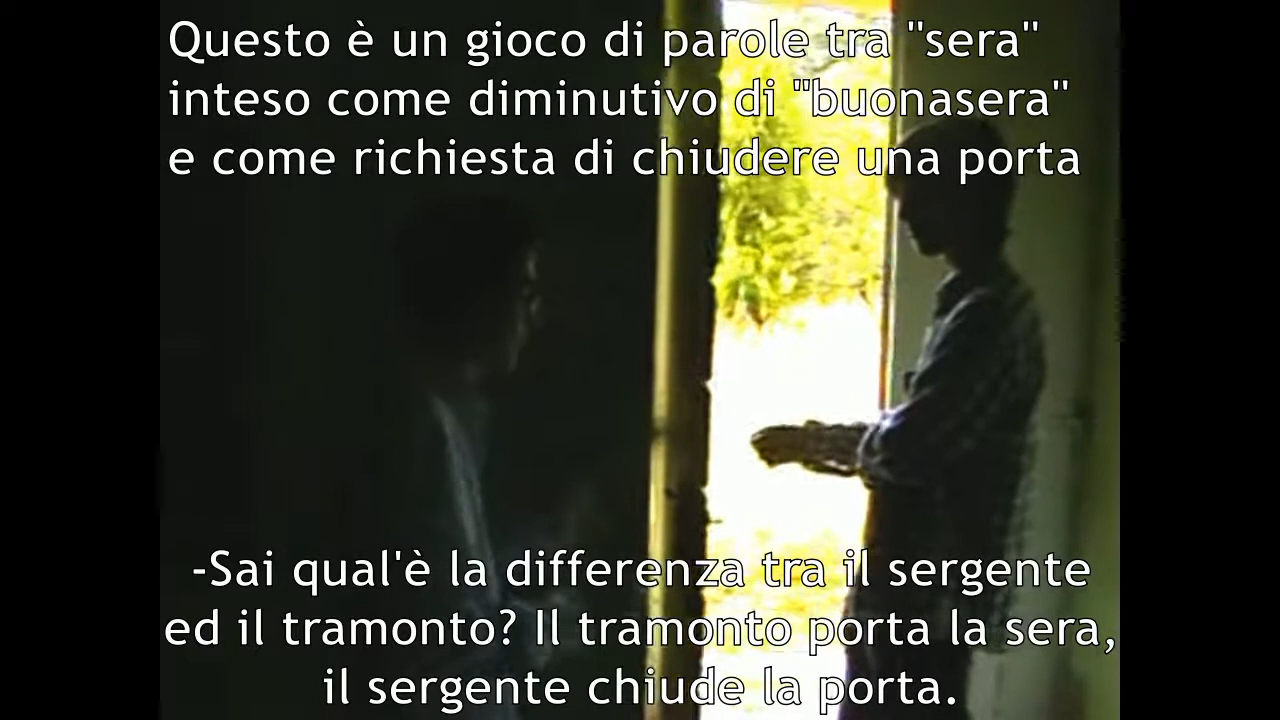 Questo è un gioco di parole tra "sera"
inteso come diminutivo di "buonasera"
e come richiesta di chiudere una porta
-Sai qual'è la differenza tra il sergente
ed il tramonto? Il tramonto porta la sera,
il sergente chiude la porta.